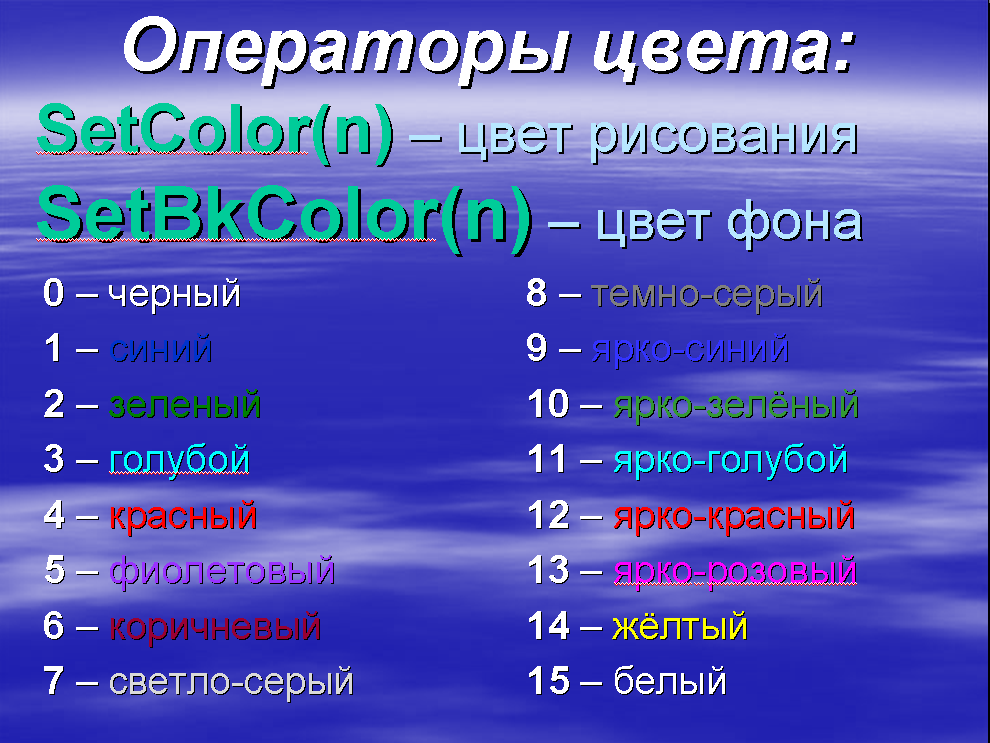 Операторы цвета:
SetColor(n) – цвет рисования
SetBkColor(n) – цвет фона
0 – черный
1 – синий
2 – зеленый
3 – голубой
4 – красный
5 – фиолетовый
6 – коричневый
7 – светло-серый
8 – темно-серый
9 – ярко-синий
10 – ярко-зелёный
11 – ярко-голубой
12 – ярко-красный
13 – ярко-розовый
14 – жёлтый
15 – белый